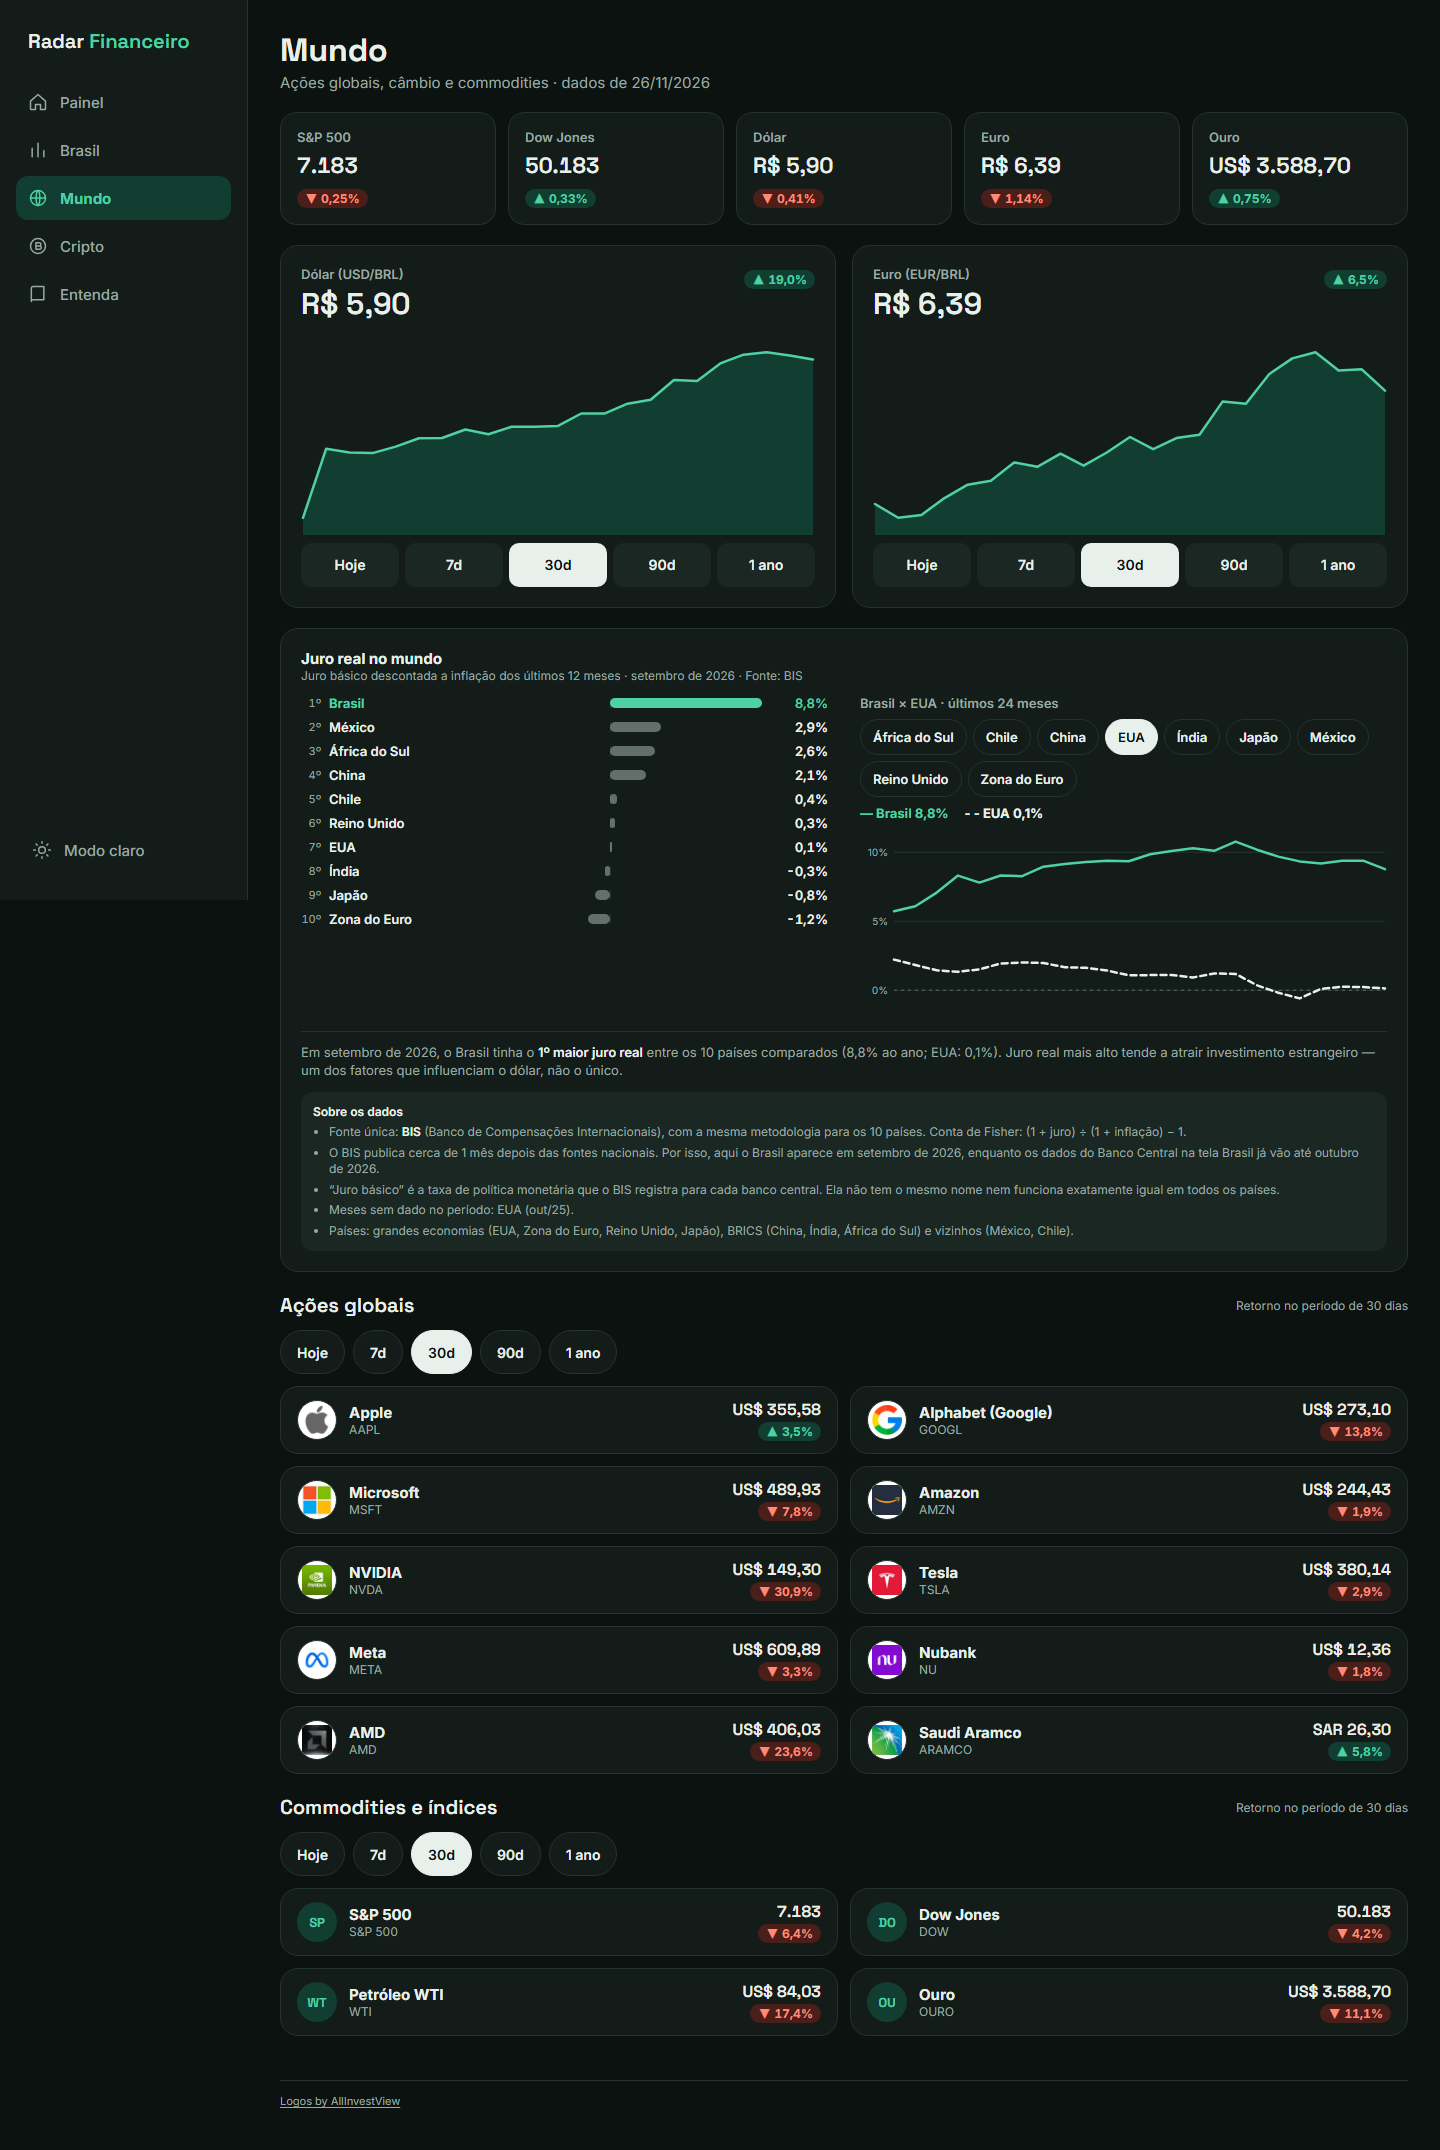 Radar Financeiro
Painel
Brasil
Mundo
Cripto
Entenda
Modo claro
Mundo
Ações globais, câmbio e commodities · dados de 26/11/2026
S&P 500
7.183
▼ 0,25%
Dow Jones
50.183
▲ 0,33%
Dólar
R$ 5,90
▼ 0,41%
Euro
R$ 6,39
▼ 1,14%
Ouro
US$ 3.588,70
▲ 0,75%
Dólar (USD/BRL)
R$ 5,90
▲ 19,0%
Hoje 7d 30d 90d 1 ano
Euro (EUR/BRL)
R$ 6,39
▲ 6,5%
Hoje 7d 30d 90d 1 ano
Juro real no mundo
Juro básico descontada a inflação dos últimos 12 meses · setembro de 2026 · Fonte: BIS
1º Brasil 8,8%
2º México 2,9%
3º África do Sul 2,6%
4º China 2,1%
5º Chile 0,4%
6º Reino Unido 0,3%
7º EUA 0,1%
8º Índia -0,3%
9º Japão -0,8%
10º Zona do Euro -1,2%
Brasil × EUA · últimos 24 meses
África do Sul Chile China EUA Índia Japão México
Reino Unido Zona do Euro
— Brasil 8,8% - - EUA 0,1%
10%
5%
0%
Em setembro de 2026, o Brasil tinha o 1º maior juro real entre os 10 países comparados (8,8% ao ano; EUA: 0,1%). Juro real mais alto tende a atrair investimento estrangeiro —
um dos fatores que influenciam o dólar, não o único.
Sobre os dados
• Fonte única: BIS (Banco de Compensações Internacionais), com a mesma metodologia para os 10 países. Conta de Fisher: (1 + juro) ÷ (1 + inflação) − 1.
• O BIS publica cerca de 1 mês depois das fontes nacionais. Por isso, aqui o Brasil aparece em setembro de 2026, enquanto os dados do Banco Central na tela Brasil já vão até outubro
de 2026.
• “Juro básico” é a taxa de política monetária que o BIS registra para cada banco central. Ela não tem o mesmo nome nem funciona exatamente igual em todos os países.
• Meses sem dado no período: EUA (out/25).
• Países: grandes economias (EUA, Zona do Euro, Reino Unido, Japão), BRICS (China, Índia, África do Sul) e vizinhos (México, Chile).
Ações globais
Retorno no período de 30 dias
Hoje 7d 30d 90d 1 ano
Apple
AAPL
US$ 355,58
▲ 3,5%
Alphabet (Google)
GOOGL
US$ 273,10
▼ 13,8%
Microsoft
MSFT
US$ 489,93
▼ 7,8%
Amazon
AMZN
US$ 244,43
▼ 1,9%
NVIDIA
NVIDIA
NVDA
US$ 149,30
▼ 30,9%
Tesla
TSLA
US$ 380,14
▼ 2,9%
Meta
META
US$ 609,89
▼ 3,3%
nu
Nubank
NU
US$ 12,36
▼ 1,8%
AMD
AMD
US$ 406,03
▼ 23,6%
Saudi Aramco
ARAMCO
SAR 26,30
▲ 5,8%
Commodities e índices
Retorno no período de 30 dias
Hoje 7d 30d 90d 1 ano
SP
S&P 500
S&P 500
7.183
▼ 6,4%
DO
Dow Jones
DOW
50.183
▼ 4,2%
WT
Petróleo WTI
WTI
US$ 84,03
▼ 17,4%
OU
Ouro
OURO
US$ 3.588,70
▼ 11,1%
Logos by AllInvestView